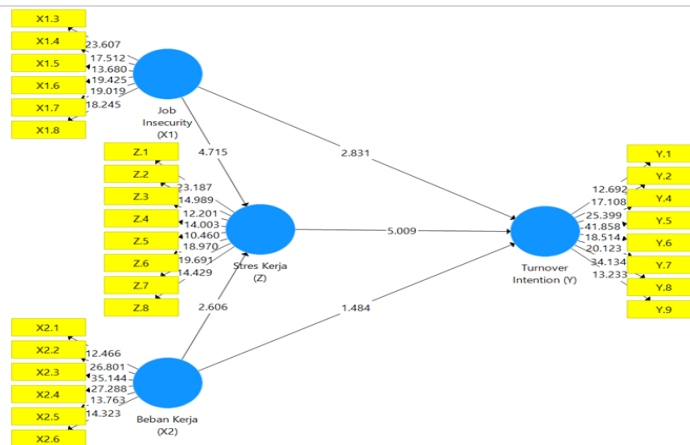 X1.3
X1.4
X1.5
X1.6
X1.7
X1.8
23.607
17.512
13.680
19.425
19.019
18.245
Job
Insecurity
(X1)
4.715
2.831
Z.1
Z.2
Z.3
Z.4
Z.5
Z.6
Z.7
Z.8
23.187
14.989
12.201
14.003
10.460
18.970
19.691
14.429
Stres Kerja
(Z)
5.009
Y.1
Y.2
Y.4
Y.5
Y.6
Y.7
Y.8
Y.9
12.692
17.108
25.399
41.858
18.514
20.123
34.134
13.233
Turnover
Intention (Y)
2.606
1.484
X2.1
X2.2
X2.3
X2.4
X2.5
X2.6
12.466
26.801
35.144
27.288
13.763
14.323
Beban Kerja
(X2)